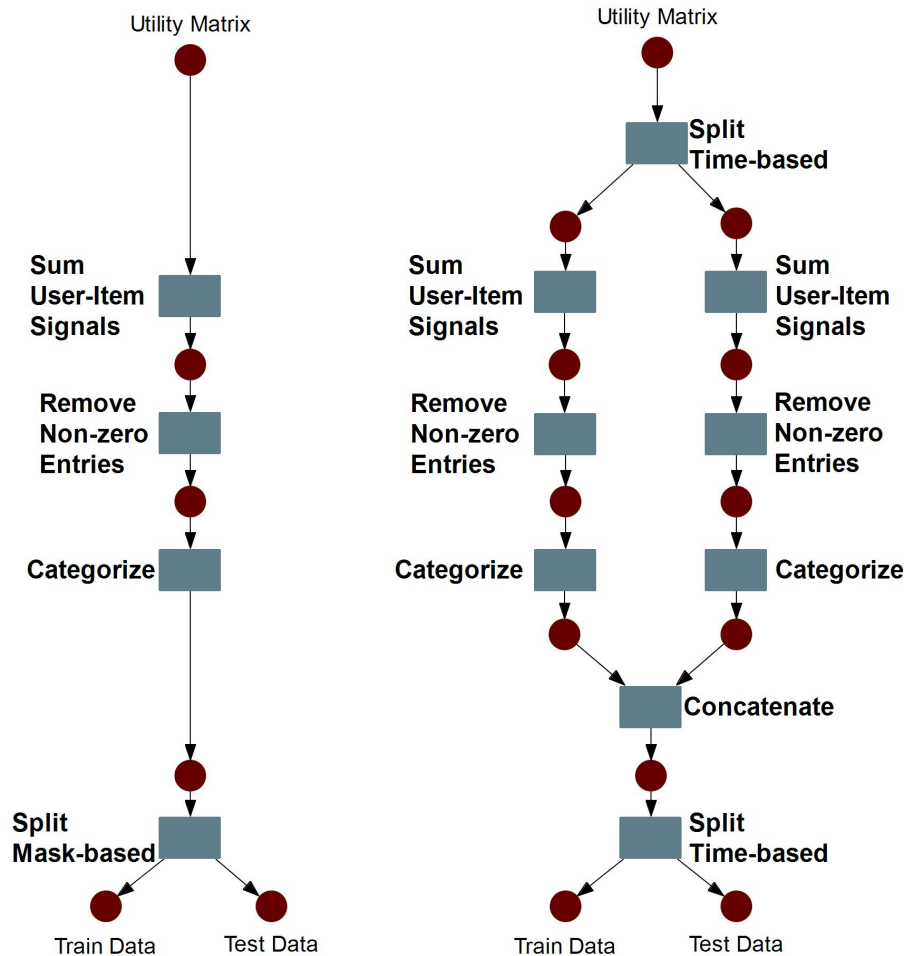 Utility Matrix
Sum
User-Item
Signals
Remove
Non-zero
Entries
Categorize
Split
Mask-based
Train Data
Test Data
Utility Matrix
Split
Time-based
Sum
User-Item
Signals
Sum
User-Item
Signals
Remove
Non-zero
Entries
Remove
Non-zero
Entries
Categorize
Categorize
Concatenate
Split
Time-based
Train Data
Test Data